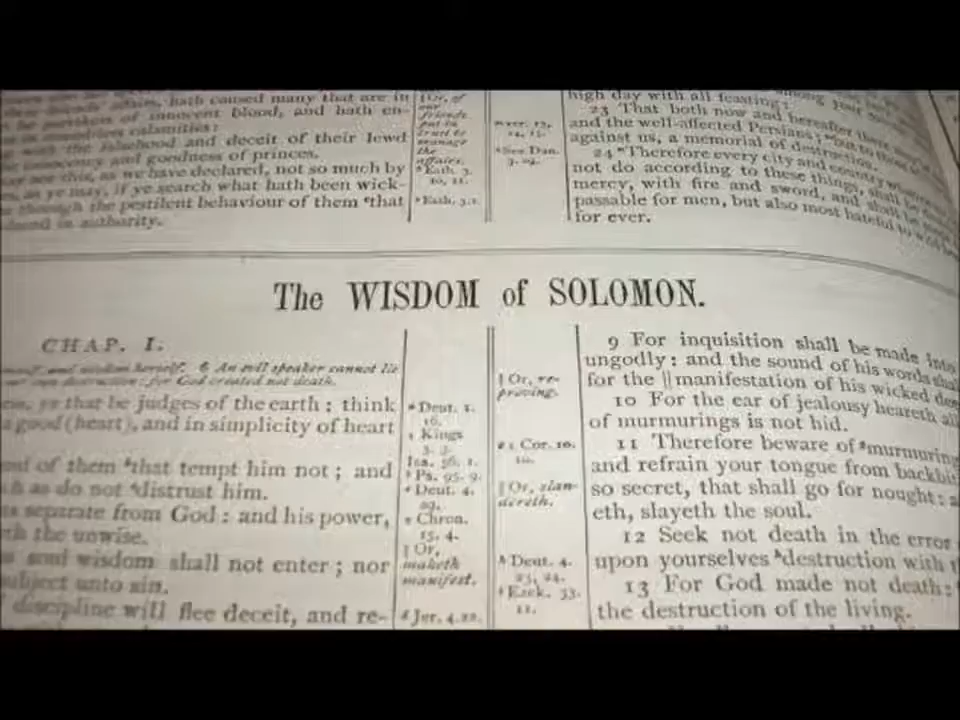 hath caused many that are in
of innocent blood, and hath en-
calamities:
and deceit of their lewd
and goodness of princes.
as we have declared, not so much by
as ye may, if ye search what hath been wick-
through the pestilent behaviour of them that
in authority.
Or, of
our
friends
put in
trust to
manage
the
affairs.
Esth. 3.
10, 11.
Esth. 3.1.
14, 15.
See Dan.
3. 29.
high day with all feasting:
23 That both now and hereafter
and the well-affected Persians;
against us, a memorial of destruction.
24 Therefore every city and country
not do according to these things, shall be
mercy, with fire and sword, and shall be
passable for men, but also most hateful to
for ever.
The WISDOM of SOLOMON.
CHAP. I.
and wisdom herself. 6 An evil speaker cannot lie
own destruction: for God created not death.
ye that be judges of the earth: think
a good (heart), and in simplicity of heart
of them that tempt him not; and
as do not distrust him.
separate from God: and his power,
the unwise.
soul wisdom shall not enter; nor
subject unto sin.
discipline will flee deceit, and re-
Deut. 1.
16.
1 Kings
3. 3.
Isa. 56. 1.
Ps. 95. 9.
Deut. 4.
29.
2 Chron.
15. 4.
|| Or,
maketh
manifest.
Jer. 4.22.
|| Or, re-
proving.
1 Cor. 10.
10.
|| Or, slan-
dereth.
Deut. 4.
23, 24.
Ezek. 33.
11.
9 For inquisition shall be made into
ungodly: and the sound of his words
for the || manifestation of his wicked
10 For the ear of jealousy heareth
of murmurings is not hid.
11 Therefore beware of murmuring
and refrain your tongue from
so secret, that shall go for nought:
eth, slayeth the soul.
12 Seek not death in the error
upon yourselves destruction with
13 For God made not death:
the destruction of the living.